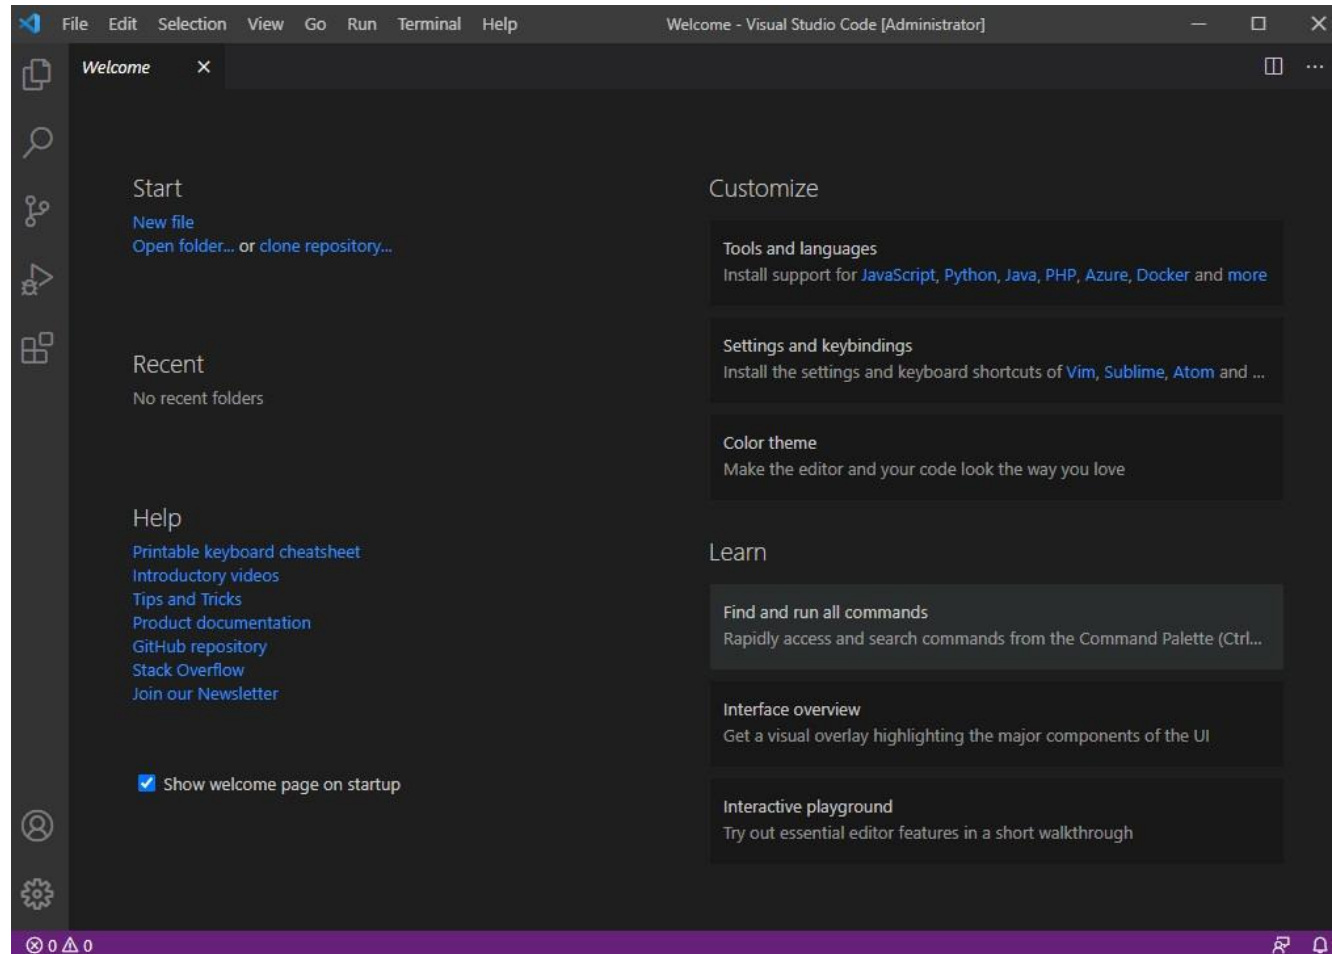 File Edit Selection View Go Run Terminal Help Welcome - Visual Studio Code [Administrator]
Welcome
Start
New file
Open folder... or clone repository...
Recent
No recent folders
Help
Printable keyboard cheatsheet
Introductory videos
Tips and Tricks
Product documentation
GitHub repository
Stack Overflow
Join our Newsletter
Show welcome page on startup
Customize
Tools and languages
Install support for JavaScript, Python, Java, PHP, Azure, Docker and more
Settings and keybindings
Install the settings and keyboard shortcuts of Vim, Sublime, Atom and ...
Color theme
Make the editor and your code look the way you love
Learn
Find and run all commands
Rapidly access and search commands from the Command Palette (Ctrl...
Interface overview
Get a visual overlay highlighting the major components of the UI
Interactive playground
Try out essential editor features in a short walkthrough
0 0